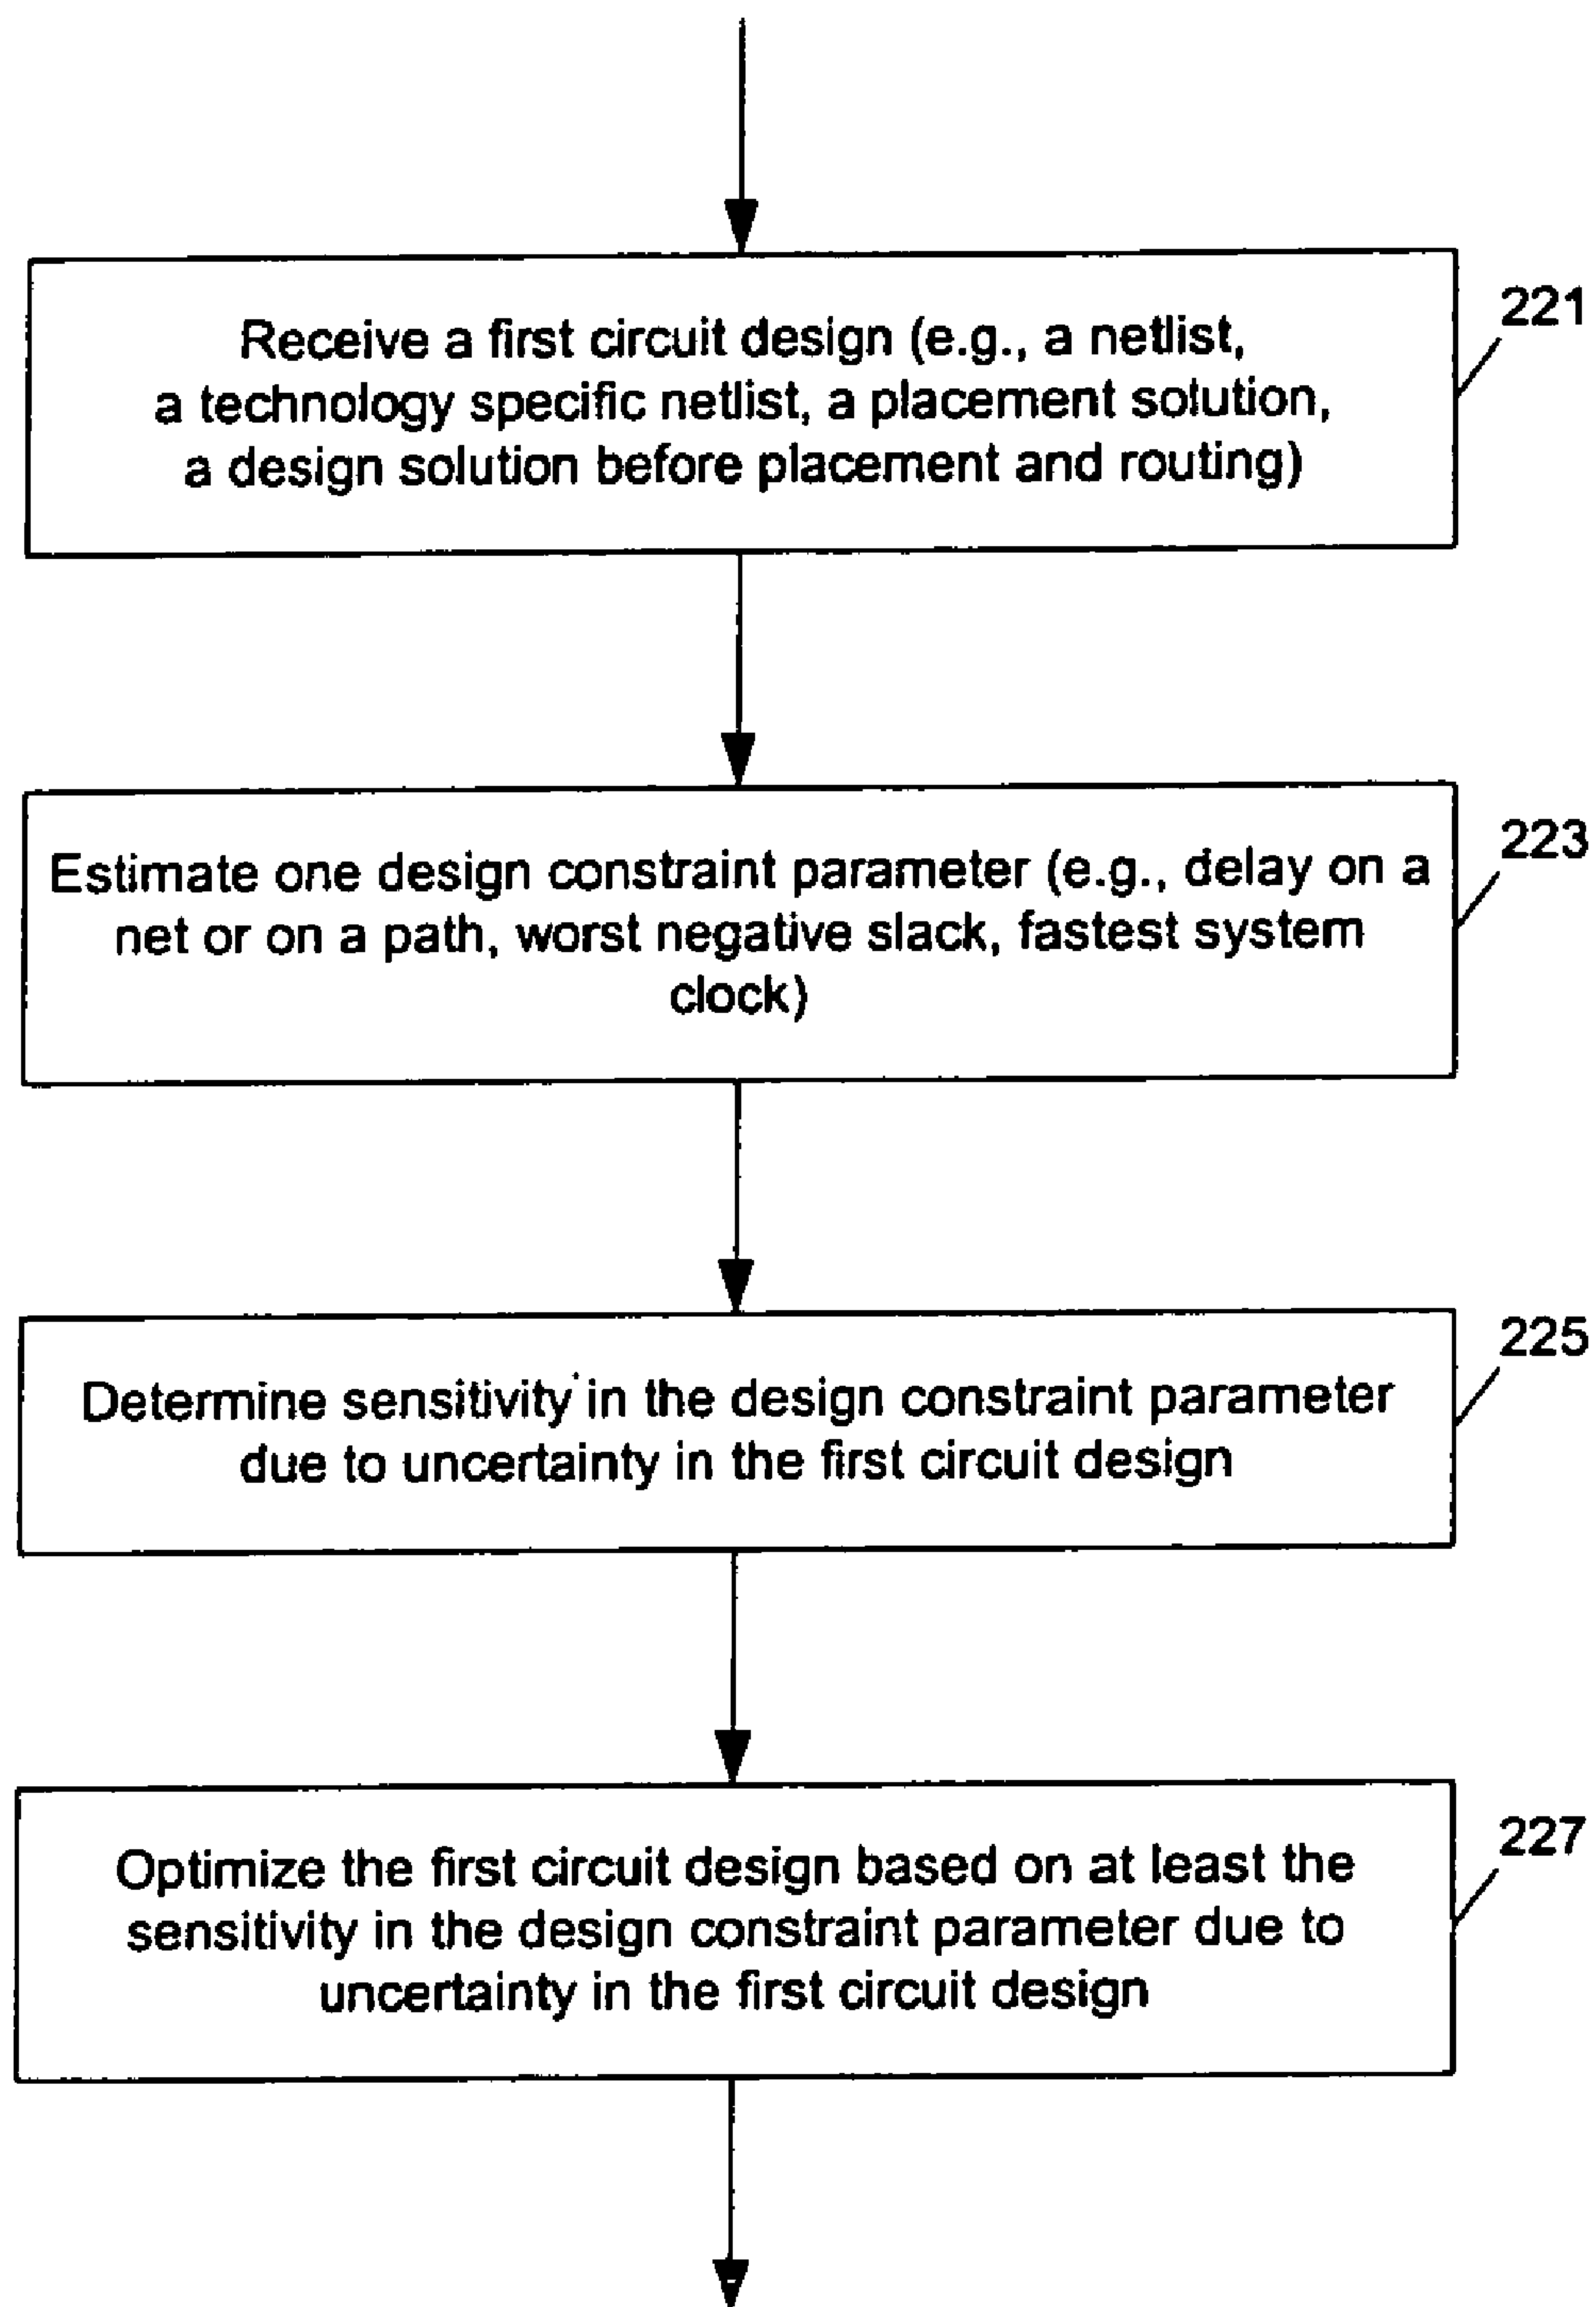 Receive a first circuit design (e.g., a netlist,
a technology specific netlist, a placement solution,
a design solution before placement and routing)
221
Estimate one design constraint parameter (e.g., delay on a
net or on a path, worst negative slack, fastest system
clock)
223
Determine sensitivity in the design constraint parameter
due to uncertainty in the first circuit design
225
Optimize the first circuit design based on at least the
sensitivity in the design constraint parameter due to
uncertainty in the first circuit design
227